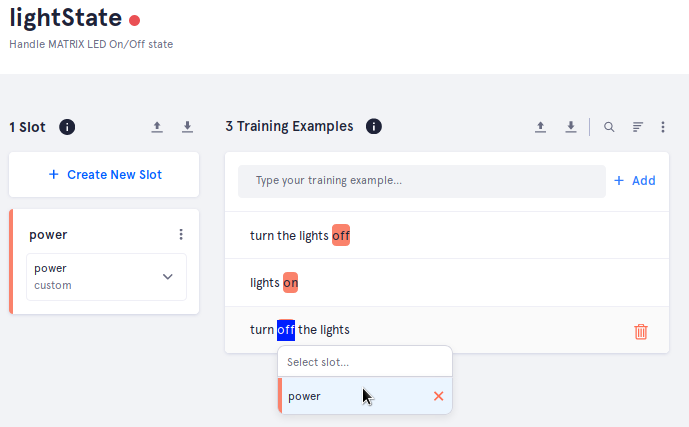 lightState
Handle MATRIX LED On/Off state
1 Slot
3 Training Examples
+ Create New Slot
Type your training example...
+ Add
power
power
custom
turn the lights off
lights on
turn off the lights
Select slot...
power